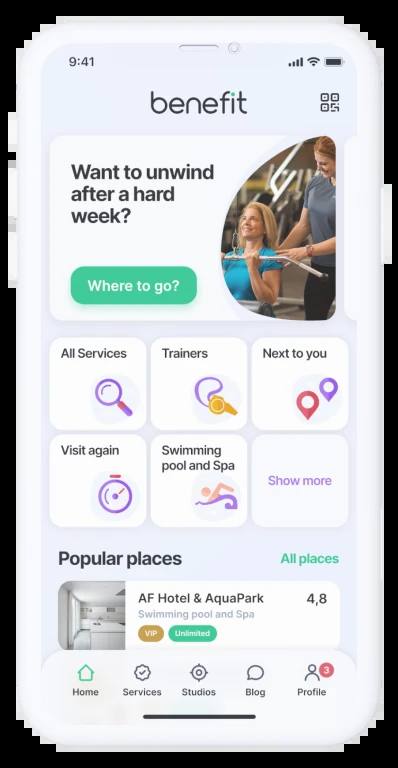 9:41
benefit
Want to unwind
after a hard
week?
Where to go?
All Services
Trainers
Next to you
Visit again
Swimming
pool and Spa
Show more
Popular places
All places
AF Hotel & AquaPark
4,8
Swimming pool and Spa
VIP
Unlimited
3
Home
Services
Studios
Blog
Profile